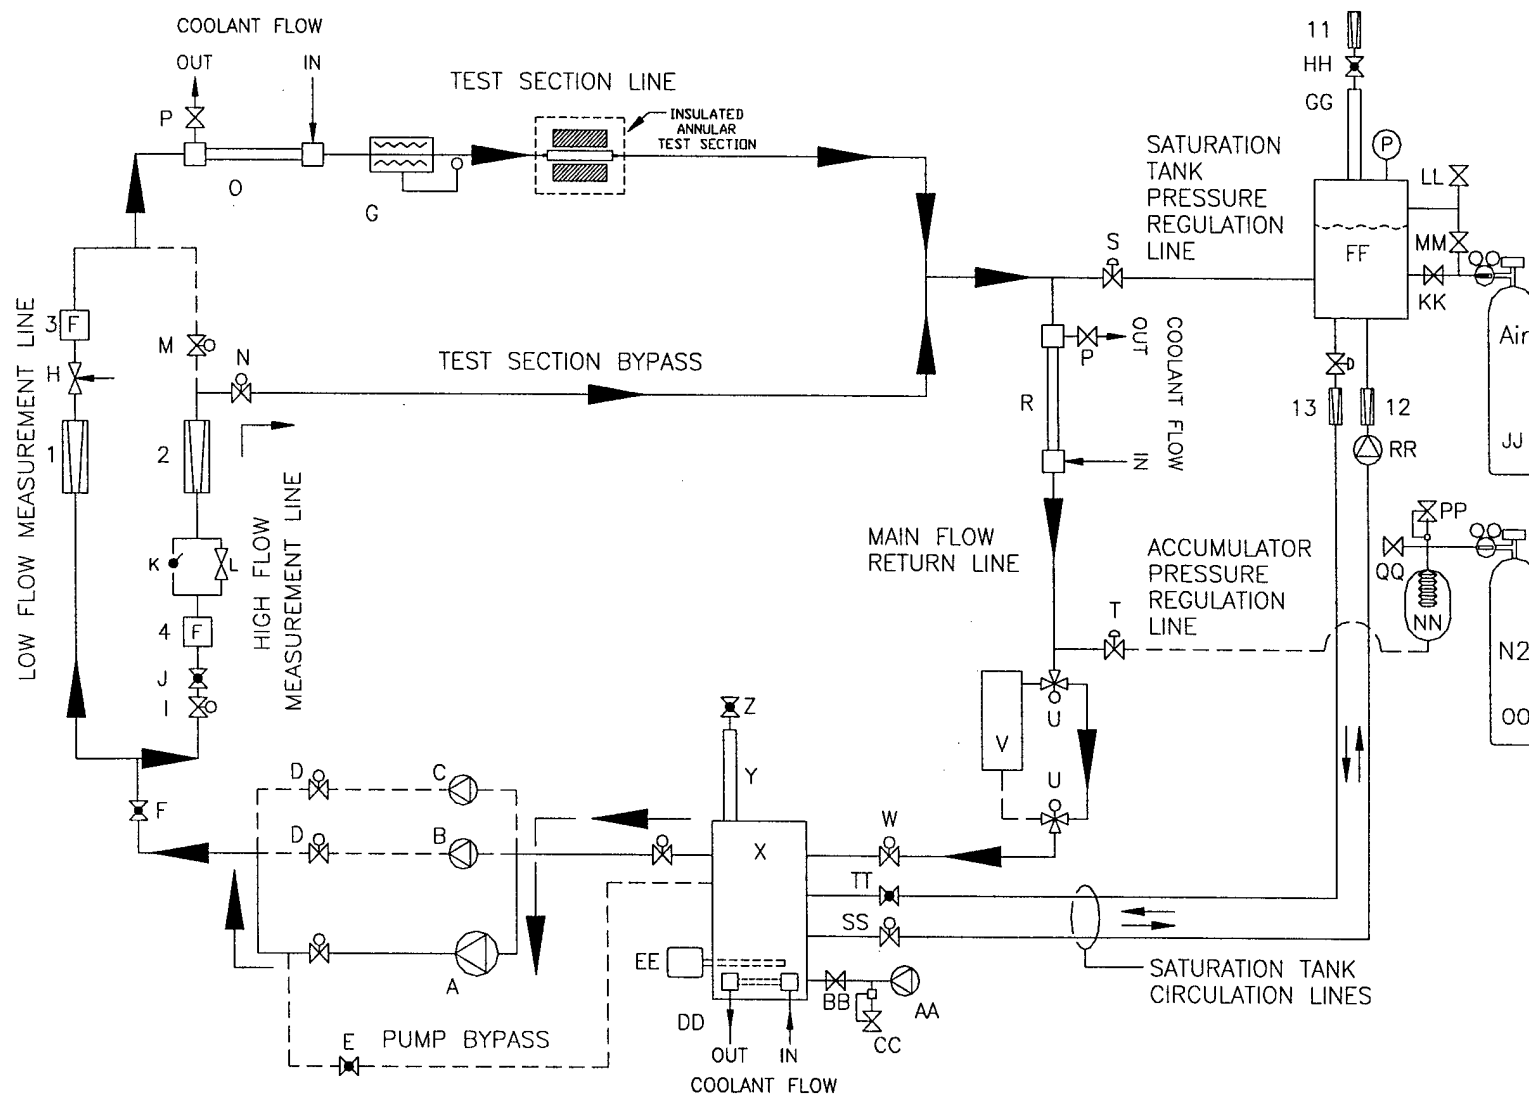 COOLANT FLOW
OUT
IN
P
O
G
TEST SECTION LINE
INSULATED
ANNULAR
TEST SECTION
11
HH
GG
P
SATURATION
TANK
PRESSURE
REGULATION
LINE
S
FF
LL
MM
KK
Air
JJ
LOW FLOW MEASUREMENT LINE
3
F
H
1
M
N
2
TEST SECTION BYPASS
P
OUT
COOLANT FLOW
R
IN
13
12
RR
HIGH FLOW
MEASUREMENT LINE
K
L
4
F
J
I
MAIN FLOW
RETURN LINE
ACCUMULATOR
PRESSURE
REGULATION
LINE
T
PP
QQ
NN
N2
OO
Z
Y
V
U
U
F
D
C
D
B
A
X
W
TT
SS
EE
DD
BB
AA
CC
SATURATION TANK
CIRCULATION LINES
E
PUMP BYPASS
OUT
IN
COOLANT FLOW